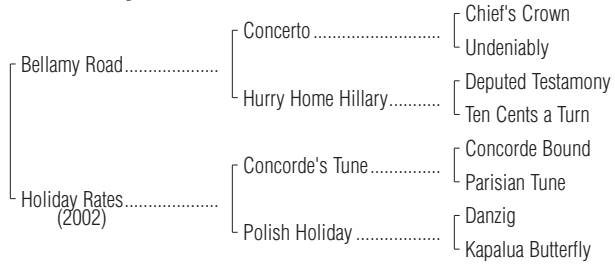 Chief's Crown
Concerto ...........................
Undeniably
Bellamy Road....................
Deputed Testamony
Hurry Home Hillary...........
Ten Cents a Turn
Concorde Bound
Concorde's Tune ...............
Parisian Tune
Holiday Rates....................
(2002)
Danzig
Polish Holiday ..................
Kapalua Butterfly